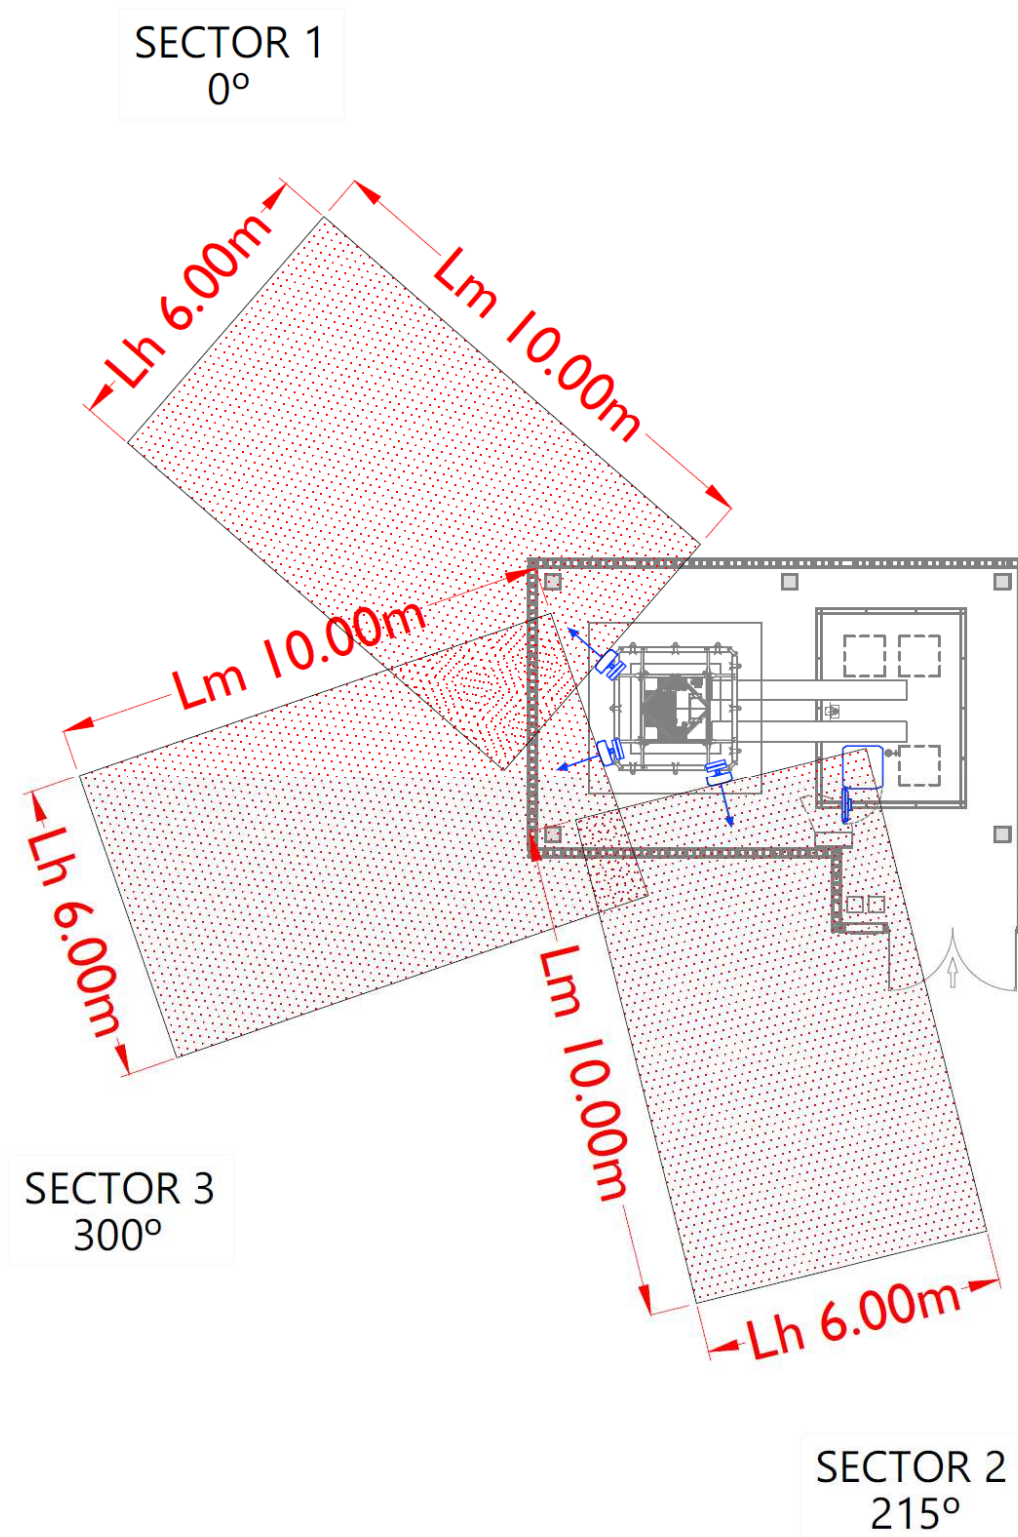 SECTOR 1
0º
Lh 6.00m
Lm 10.00m
Lm 10.00m
Lh 6.00m
Lm 10.00m
Lh 6.00m
SECTOR 3
300º
SECTOR 2
215º